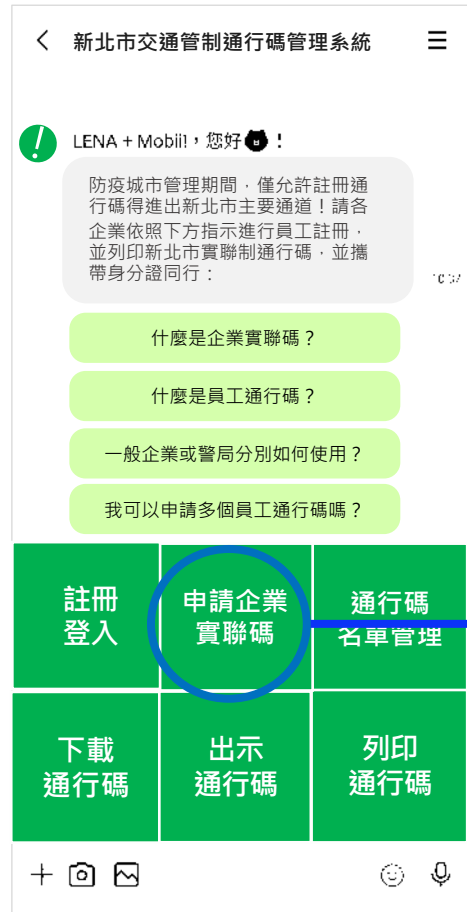 新北市交通管制通行碼管理系統
LENA + Mobii!，您好！
防疫城市管理期間，僅允許註冊通
行碼得進出新北市主要通道！請各
企業依照下方指示進行員工註冊，
並列印新北市實聯制通行碼，並攜
帶身分證同行：
什麼是企業實聯碼？
什麼是員工通行碼？
一般企業或警局分別如何使用？
我可以申請多個員工通行碼嗎？
註冊
登入
申請企業
實聯碼
通行碼
名單管理
下載
通行碼
出示
通行碼
列印
通行碼